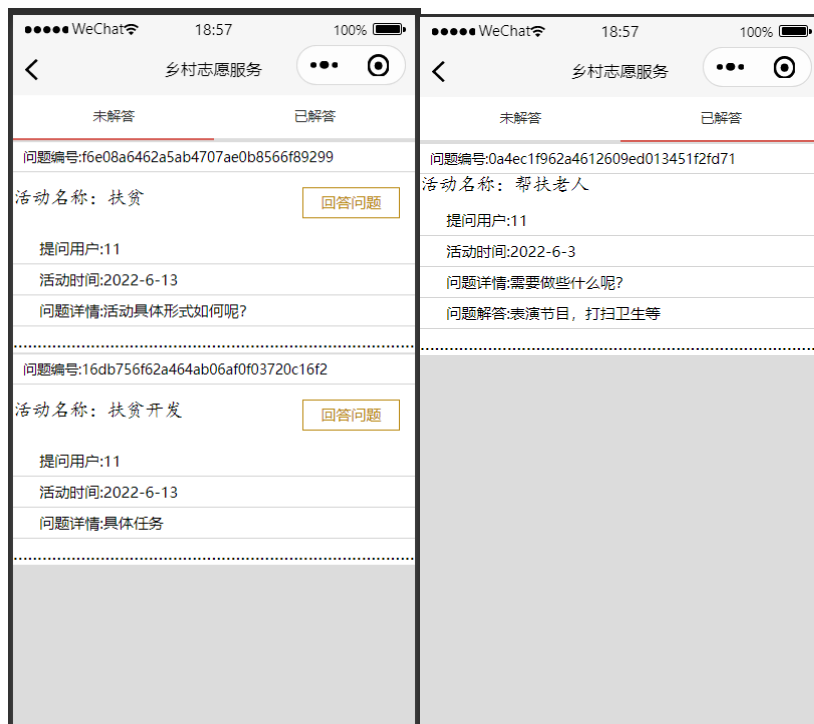 WeChat 18:57 100%
乡村志愿服务
未解答 已解答
问题编号:f6e08a6462a5ab4707ae0b8566f89299
活动名称：扶贫
回答问题
提问用户:11
活动时间:2022-6-13
问题详情:活动具体形式如何呢?
问题编号:16db756f62a464ab06af0f03720c16f2
活动名称：扶贫开发
回答问题
提问用户:11
活动时间:2022-6-13
问题详情:具体任务
WeChat 18:57 100%
乡村志愿服务
未解答 已解答
问题编号:0a4ec1f962a4612609ed013451f2fd71
活动名称：帮扶老人
提问用户:11
活动时间:2022-6-3
问题详情:需要做些什么呢?
问题解答:表演节目，打扫卫生等